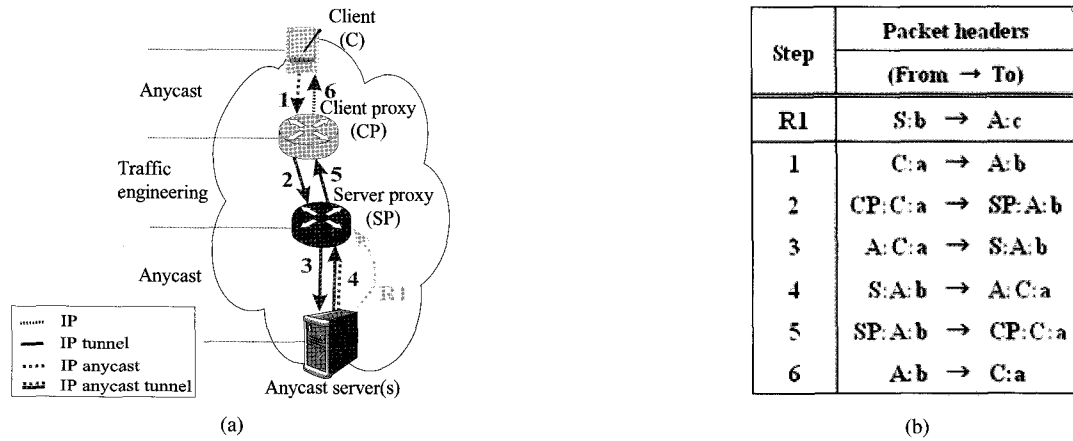 Client
(C)
Anycast
1
6
Client proxy
(CP)
Traffic
engineering
2
5
Server proxy
(SP)
Anycast
3
4
R1
IP
IP tunnel
IP anycast
IP anycast tunnel
Anycast server(s)
(a)
Step
Packet headers
(From → To)
R1 S:b → A:c
1 C:a → A:b
2 CP:C:a → SP:A:b
3 A:C:a → S:A:b
4 S:A:b → A:C:a
5 SP:A:b → CP:C:a
6 A:b → C:a
(b)